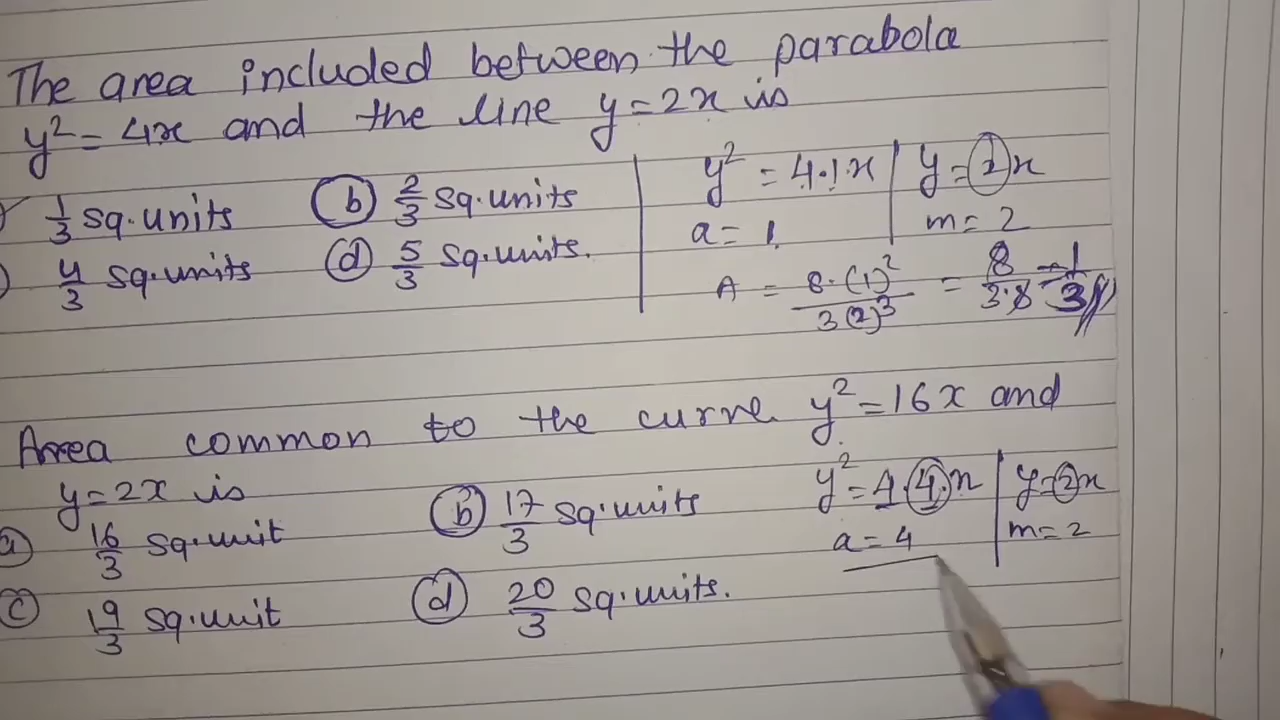 The area included between the parabola
y² = 4x and the line y = 2x is
1/3 sq.units (b) 2/3 sq.units
4/3 sq.units (d) 5/3 sq.units.
y² = 4·1·x | y = 2x
a = 1. | m = 2
A = 8·(1)²/3(2)³ = 8/3·8 = 1/3
Area common to the curve y² = 16x and
y = 2x is
(a) 16/3 sq.unit (b) 17/3 sq.units
(c) 19/3 sq.unit (d) 20/3 sq.units.
y² = 4·4·x | y = 2x
a = 4 | m = 2